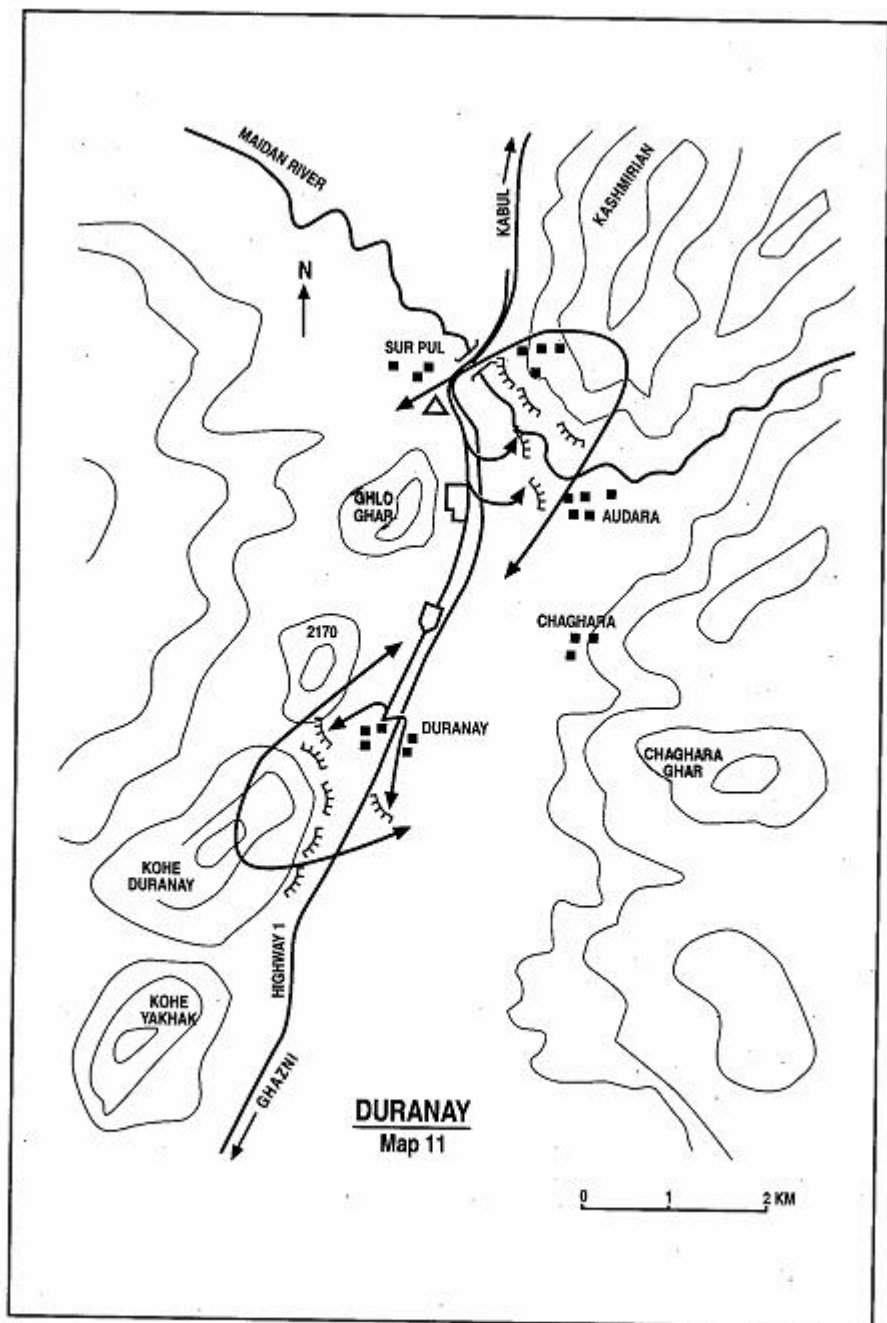 MAIDAN RIVER
KABUL
KASHMIRIAN
N
SUR PUL
GHLO
GHAR
AUDARA
2170
CHAGHARA
DURANAY
CHAGHARA
GHAR
KOHE
DURANAY
HIGHWAY 1
KOHE
YAKHAK
GHAZNI
DURANAY
Map 11
0 1 2 KM